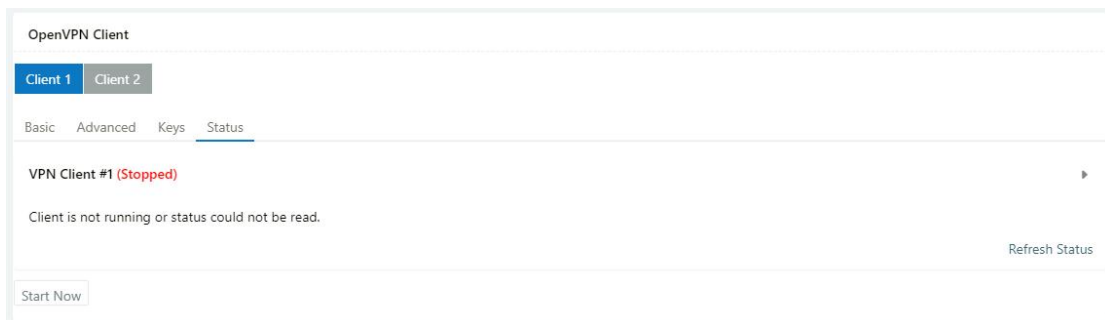 OpenVPN Client
Client 1 Client 2
Basic Advanced Keys Status
VPN Client #1 (Stopped)
Client is not running or status could not be read.
Refresh Status
Start Now